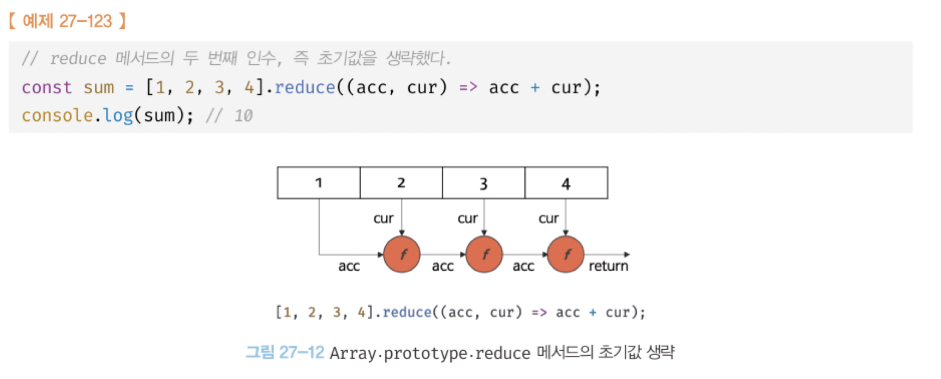 【 예제 27-123 】
// reduce 메서드의 두 번째 인수, 즉 초기값을 생략했다.
const sum = [1, 2, 3, 4].reduce((acc, cur) => acc + cur);
console.log(sum); // 10
1 2 3 4
cur cur cur
f f f
acc acc acc return
[1, 2, 3, 4].reduce((acc, cur) => acc + cur);
그림 27-12 Array.prototype.reduce 메서드의 초기값 생략